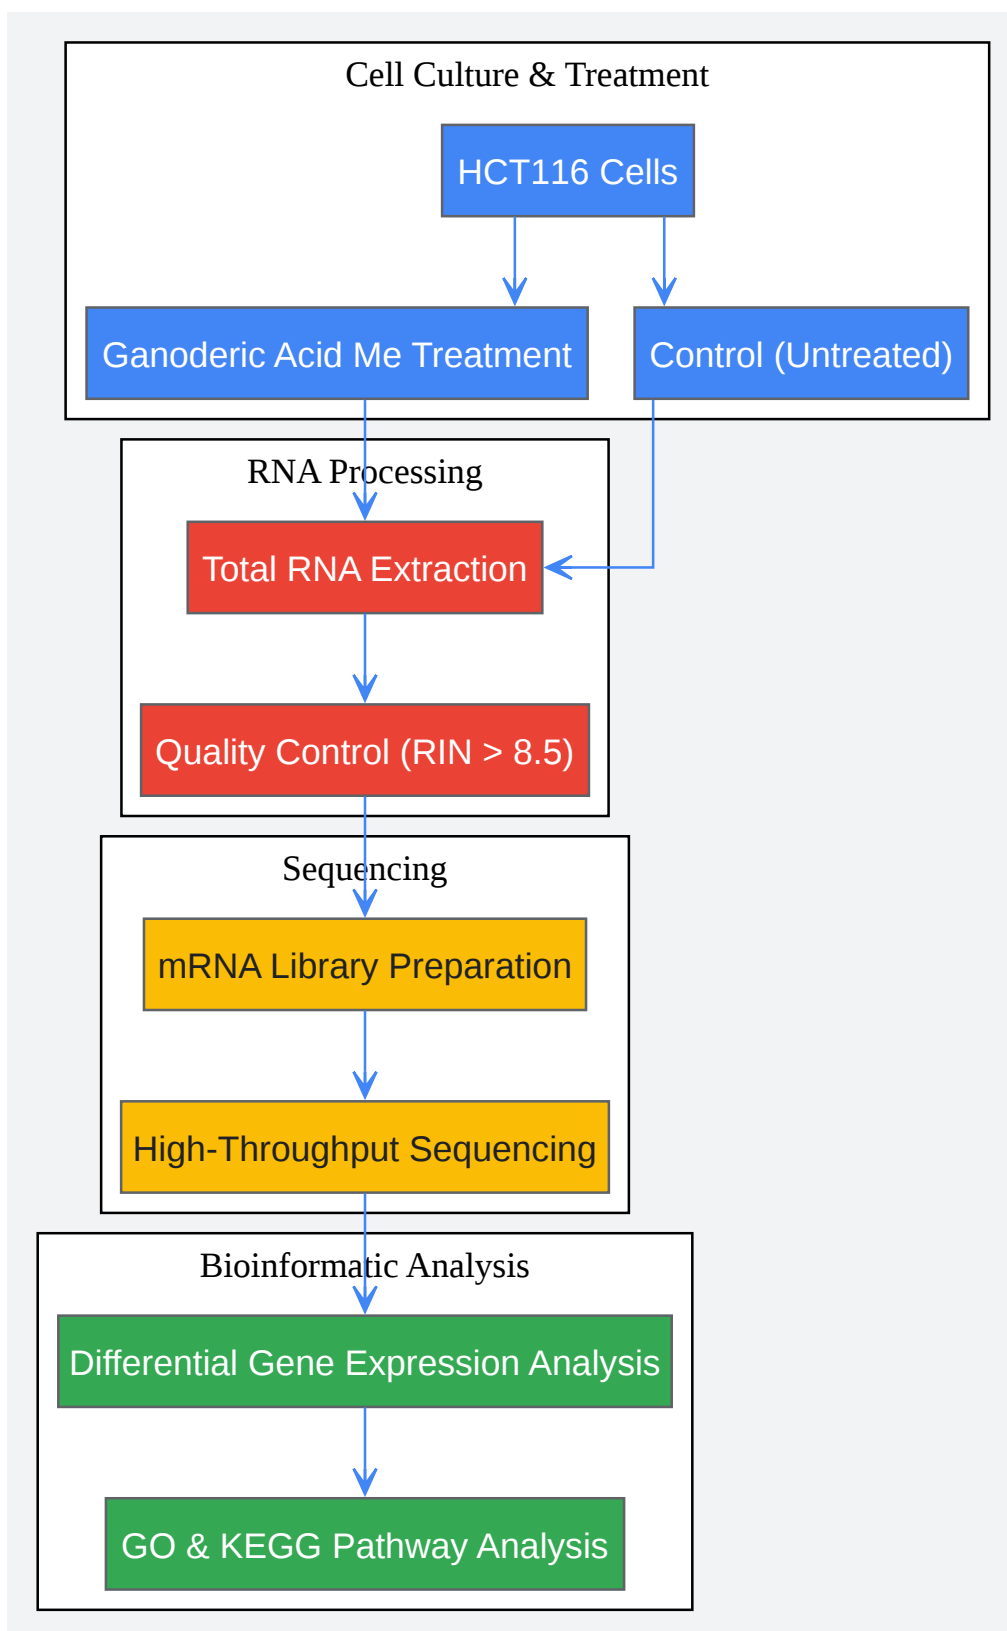 Cell Culture & Treatment
HCT116 Cells
Ganoderic Acid Me Treatment
Control (Untreated)
RNA Processing
Total RNA Extraction
Quality Control (RIN > 8.5)
Sequencing
mRNA Library Preparation
High-Throughput Sequencing
Bioinformatic Analysis
Differential Gene Expression Analysis
GO & KEGG Pathway Analysis